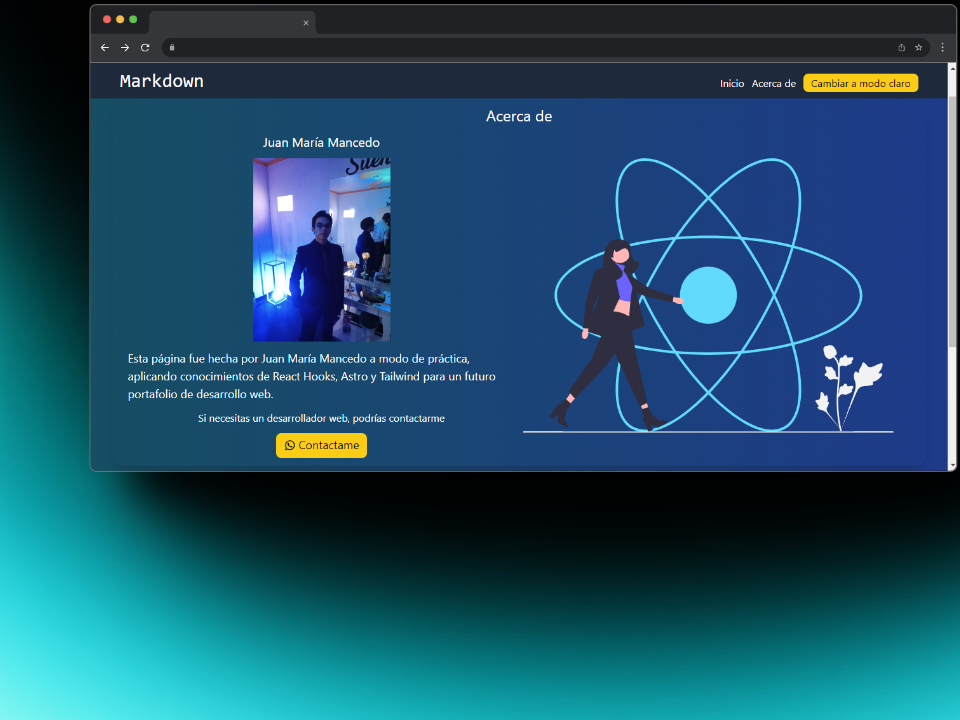 Markdown
Inicio Acerca de Cambiar a modo claro
Acerca de
Juan María Mancedo
Esta página fue hecha por Juan María Mancedo a modo de práctica,
aplicando conocimientos de React Hooks, Astro y Tailwind para un futuro
portafolio de desarrollo web.
Si necesitas un desarrollador web, podrías contactarme
Contactame